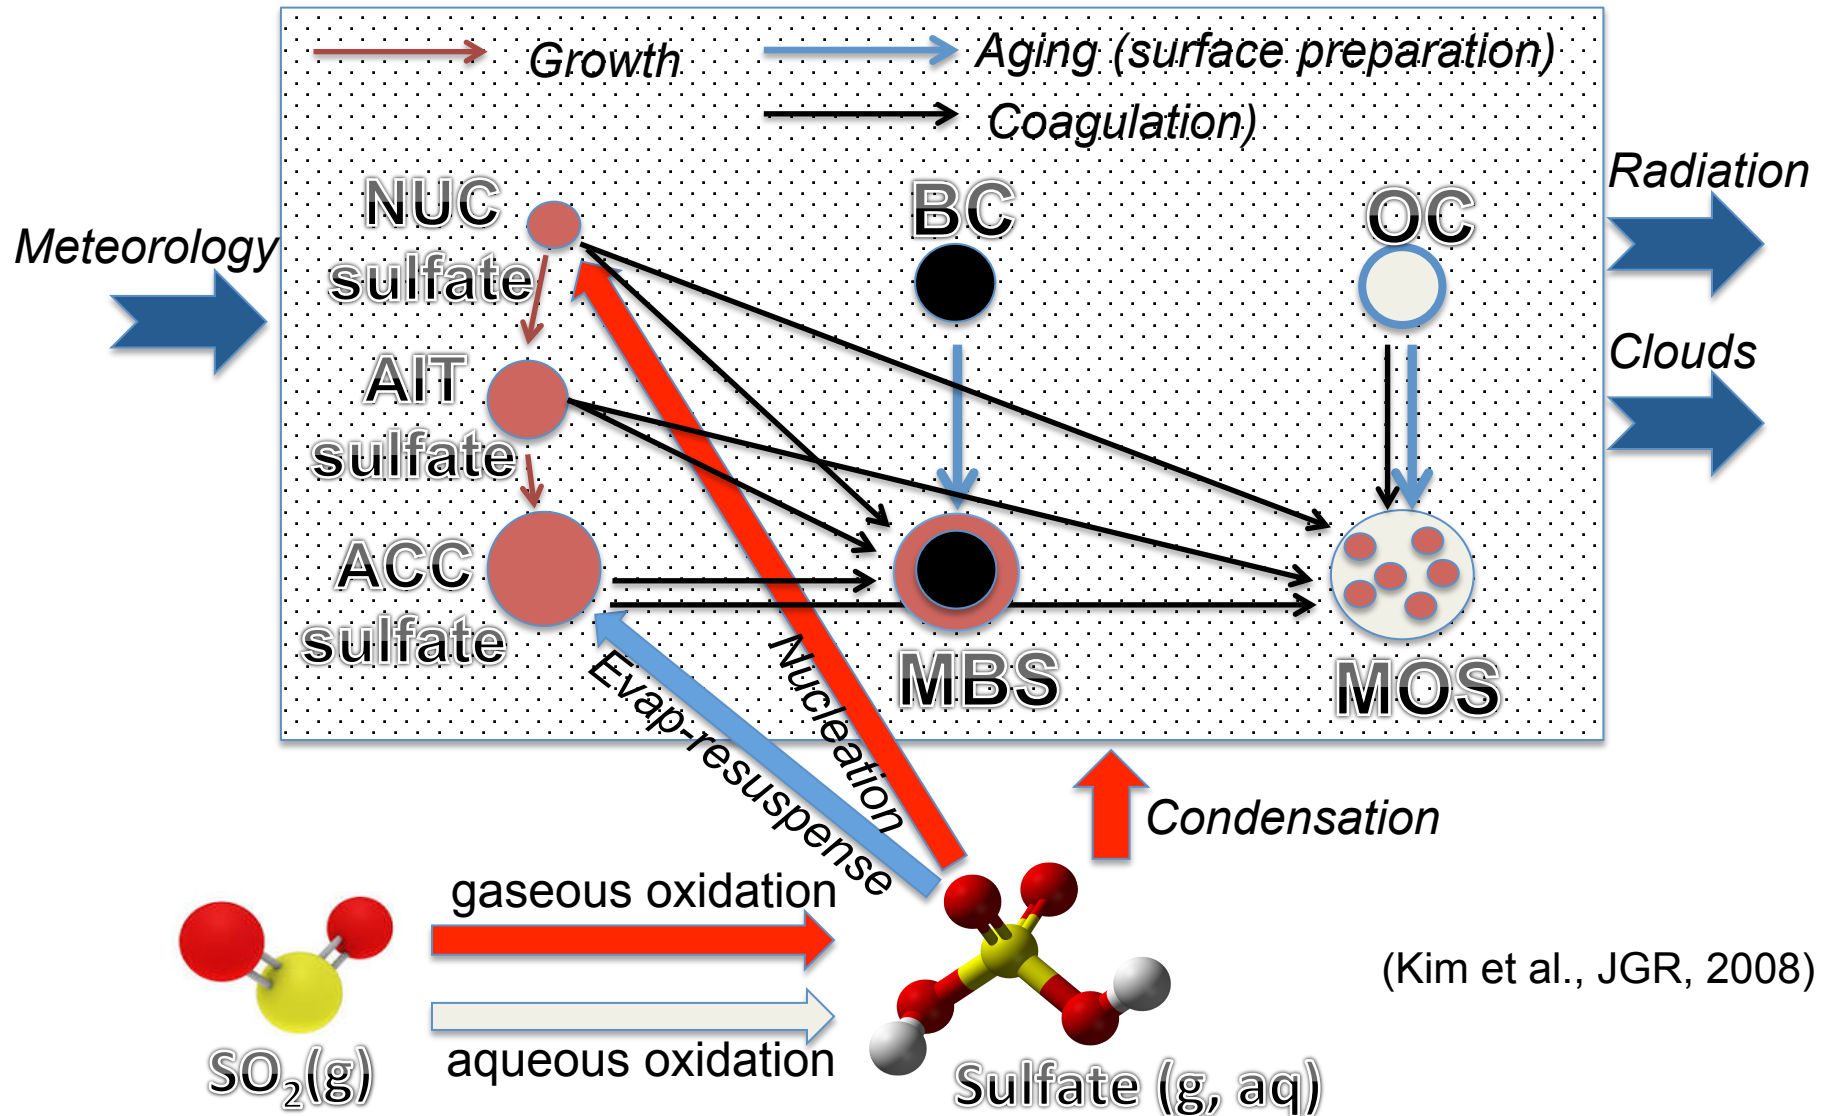 Growth
Aging (surface preparation)
Coagulation)
Meteorology
NUC
sulfate
BC
OC
Radiation
Clouds
AIT
sulfate
ACC
sulfate
MBS
MOS
Evap-resuspense
Nucleation
Condensation
gaseous oxidation
aqueous oxidation
SO₂(g)
Sulfate (g, aq)
(Kim et al., JGR, 2008)